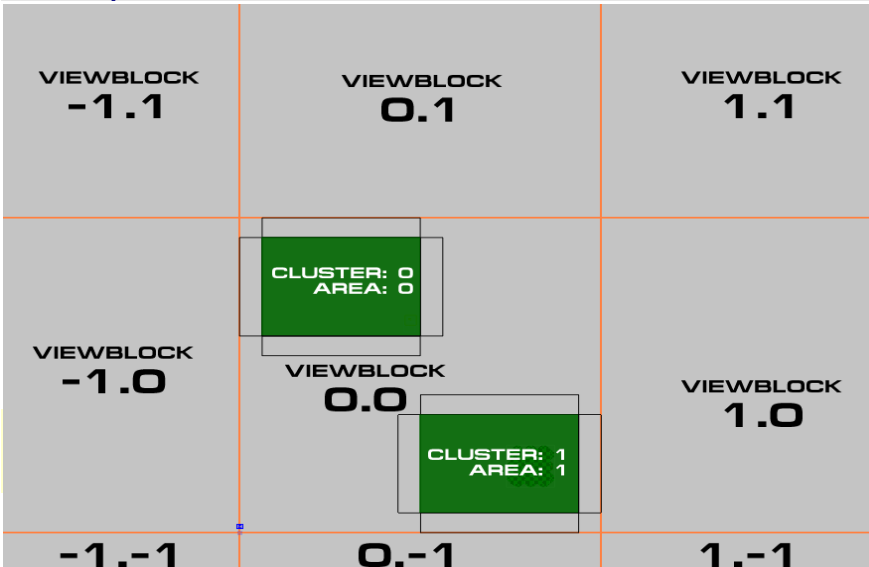 VIEWBLOCK
-1.1
VIEWBLOCK
0.1
VIEWBLOCK
1.1
CLUSTER: 0
AREA: 0
VIEWBLOCK
-1.0
VIEWBLOCK
0.0
VIEWBLOCK
1.0
CLUSTER: 1
AREA: 1
-1.-1
0.-1
1.-1